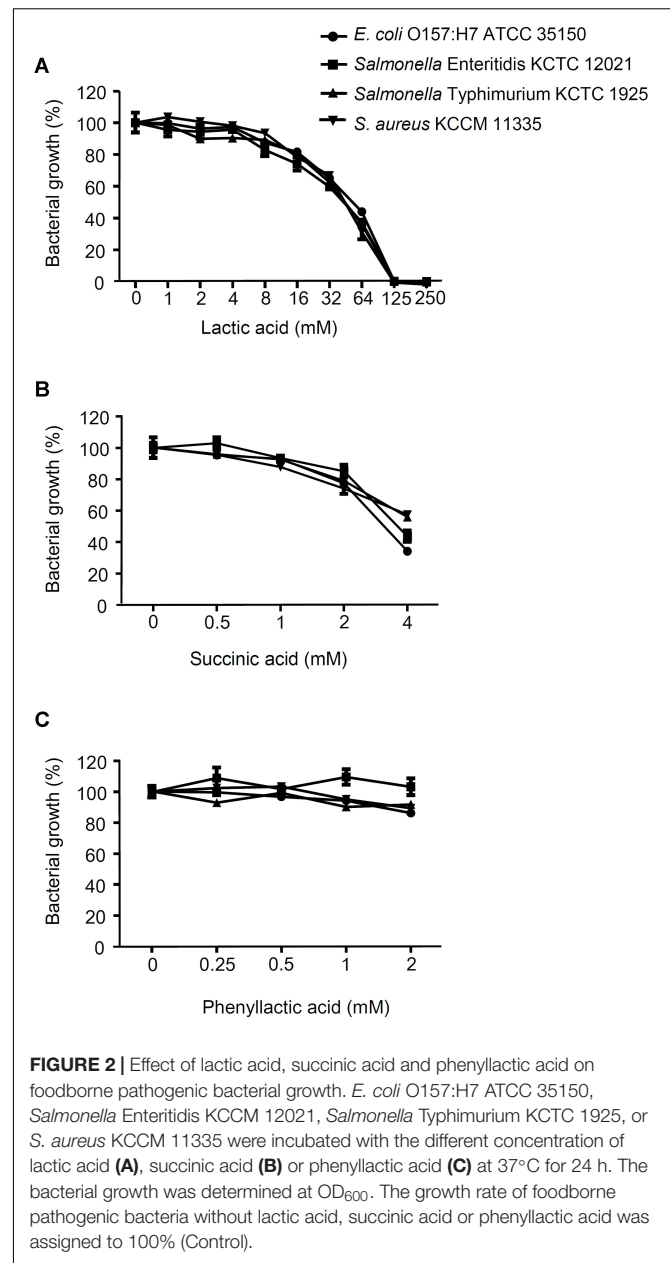 E. coli O157:H7 ATCC 35150
Salmonella Enteritidis KCTC 12021
Salmonella Typhimurium KCTC 1925
S. aureus KCCM 11335
A
Bacterial growth (%)
120
100
80
60
40
20
0
0 1 2 4 8 16 32 64 125 250
Lactic acid (mM)
B
Bacterial growth (%)
120
100
80
60
40
20
0
0 0.5 1 2 4
Succinic acid (mM)
C
Bacterial growth (%)
120
100
80
60
40
20
0
0 0.25 0.5 1 2
Phenyllactic acid (mM)
FIGURE 2 | Effect of lactic acid, succinic acid and phenyllactic acid on
foodborne pathogenic bacterial growth. E. coli O157:H7 ATCC 35150,
Salmonella Enteritidis KCCM 12021, Salmonella Typhimurium KCTC 1925, or
S. aureus KCCM 11335 were incubated with the different concentration of
lactic acid (A), succinic acid (B) or phenyllactic acid (C) at 37°C for 24 h. The
bacterial growth was determined at OD600. The growth rate of foodborne
pathogenic bacteria without lactic acid, succinic acid or phenyllactic acid was
assigned to 100% (Control).